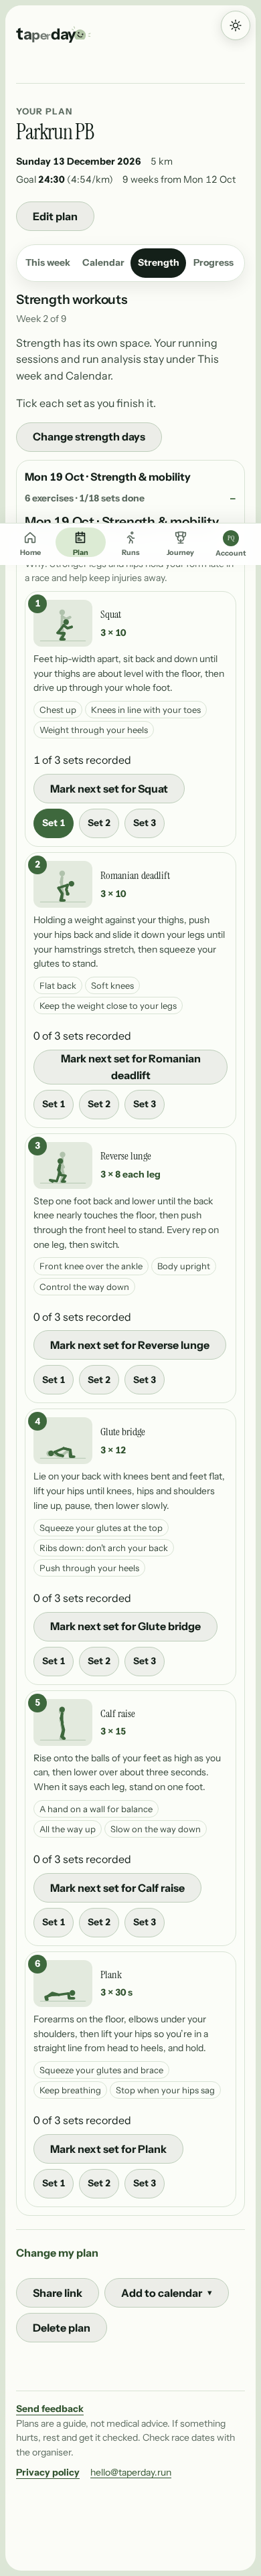 taperday
YOUR PLAN
Parkrun PB
Sunday 13 December 2026 5 km
Goal 24:30 (4:54/km) 9 weeks from Mon 12 Oct
Edit plan
This week Calendar Strength Progress
Strength workouts
Week 2 of 9
Strength has its own space. Your running
sessions and run analysis stay under This
week and Calendar.
Tick each set as you finish it.
Change strength days
Mon 19 Oct · Strength & mobility
6 exercises · 1/18 sets done –
Mon 19 Oct · Strength & mobility
Home Plan Runs Journey Account
a race and help keep injuries away.
1
Squat
3 × 10
Feet hip-width apart, sit back and down until
your thighs are about level with the floor, then
drive up through your whole foot.
Chest up Knees in line with your toes
Weight through your heels
1 of 3 sets recorded
Mark next set for Squat
Set 1 Set 2 Set 3
2
Romanian deadlift
3 × 10
Holding a weight against your thighs, push
your hips back and slide it down your legs until
your hamstrings stretch, then squeeze your
glutes to stand.
Flat back Soft knees
Keep the weight close to your legs
0 of 3 sets recorded
Mark next set for Romanian
deadlift
Set 1 Set 2 Set 3
3
Reverse lunge
3 × 8 each leg
Step one foot back and lower until the back
knee nearly touches the floor, then push
through the front heel to stand. Every rep on
one leg, then switch.
Front knee over the ankle Body upright
Control the way down
0 of 3 sets recorded
Mark next set for Reverse lunge
Set 1 Set 2 Set 3
4
Glute bridge
3 × 12
Lie on your back with knees bent and feet flat,
lift your hips until knees, hips and shoulders
line up, pause, then lower slowly.
Squeeze your glutes at the top
Ribs down: don't arch your back
Push through your heels
0 of 3 sets recorded
Mark next set for Glute bridge
Set 1 Set 2 Set 3
5
Calf raise
3 × 15
Rise onto the balls of your feet as high as you
can, then lower over about three seconds.
When it says each leg, stand on one foot.
A hand on a wall for balance
All the way up Slow on the way down
0 of 3 sets recorded
Mark next set for Calf raise
Set 1 Set 2 Set 3
6
Plank
3 × 30 s
Forearms on the floor, elbows under your
shoulders, then lift your hips so you're in a
straight line from head to heels, and hold.
Squeeze your glutes and brace
Keep breathing Stop when your hips sag
0 of 3 sets recorded
Mark next set for Plank
Set 1 Set 2 Set 3
Change my plan
Share link Add to calendar ▾
Delete plan
Send feedback
Plans are a guide, not medical advice. If something
hurts, rest and get it checked. Check race dates with
the organiser.
Privacy policy hello@taperday.run